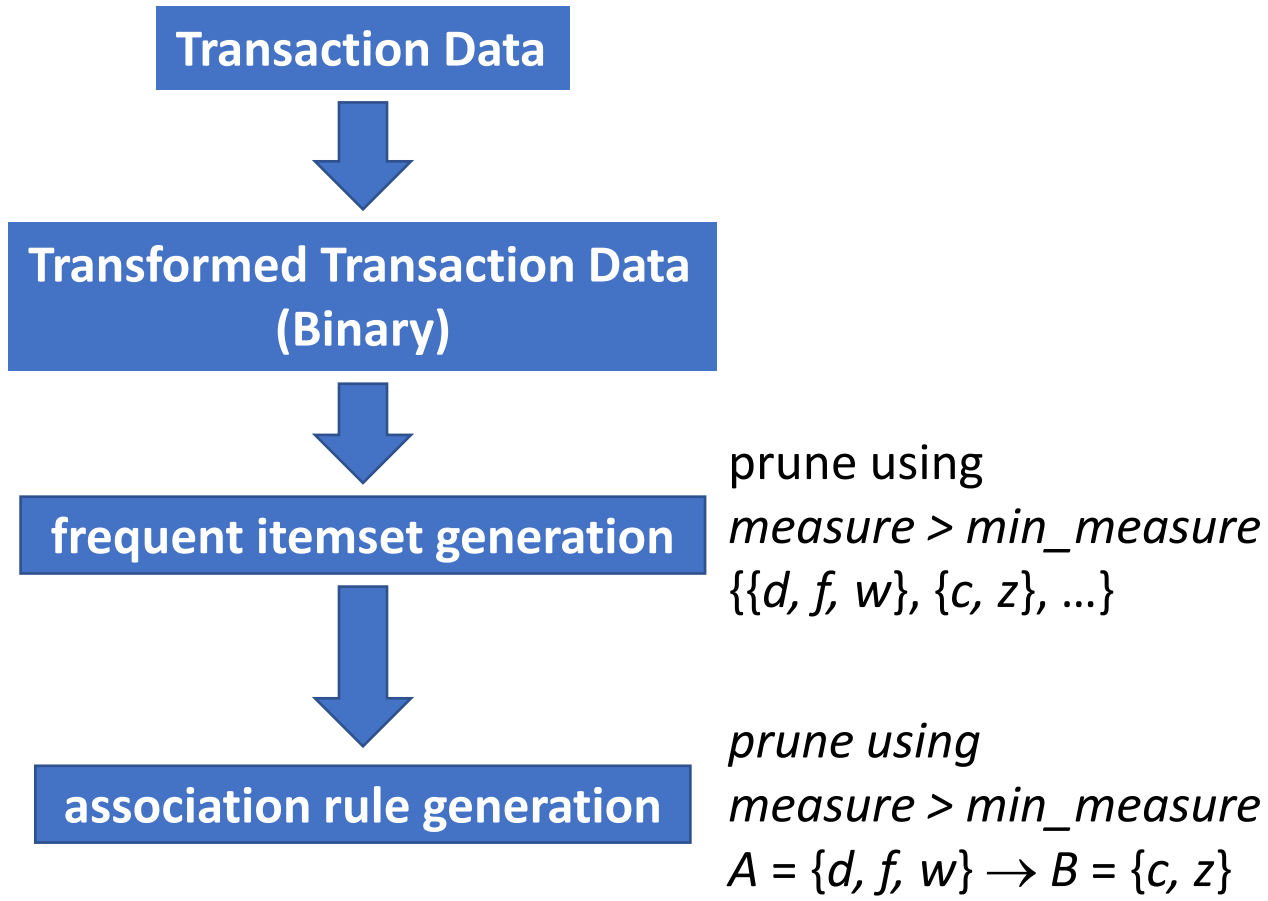 Transaction Data
Transformed Transaction Data
(Binary)
prune using
measure > min_measure
frequent itemset generation
{{d, f, w}, {c, z}, …}
prune using
measure > min_measure
association rule generation
A = {d, f, w} → B = {c, z}